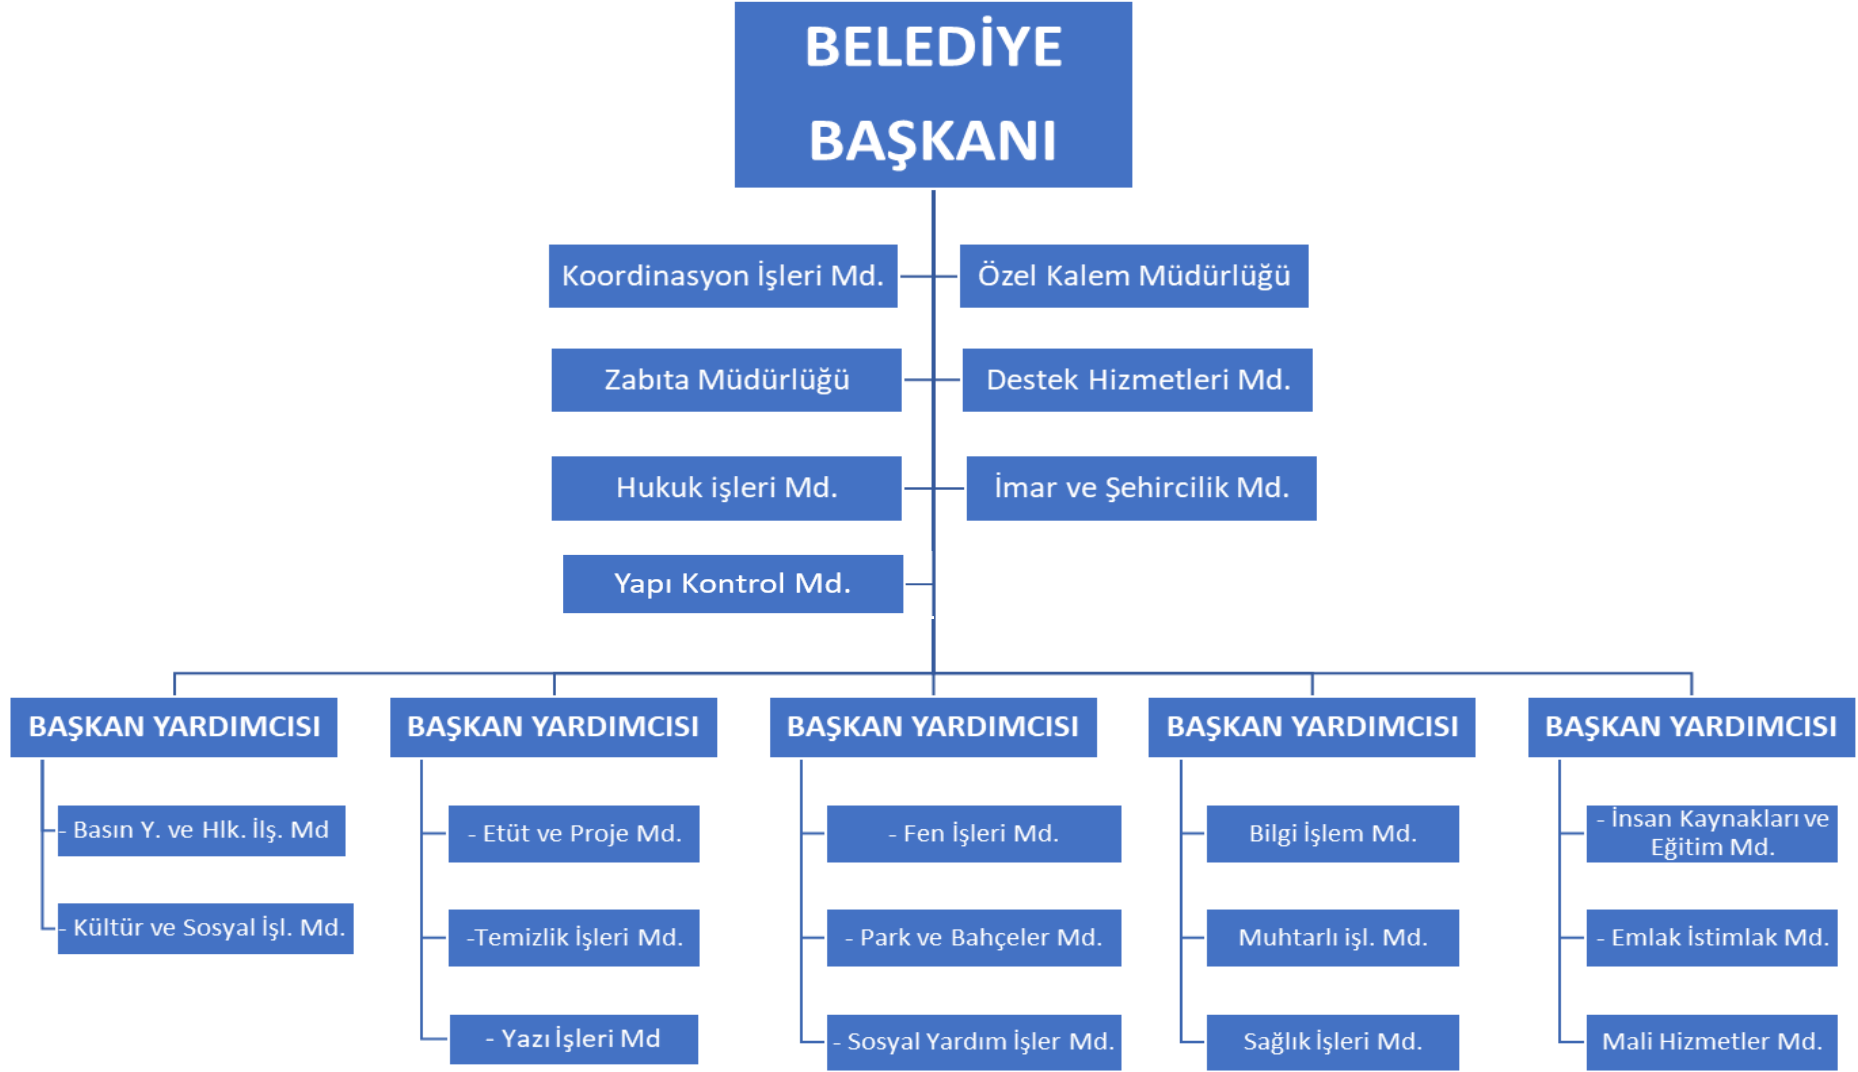 BELEDİYE
BAŞKANI
Koordinasyon İşleri Md.
Özel Kalem Müdürlüğü
Zabıta Müdürlüğü
Destek Hizmetleri Md.
Hukuk işleri Md.
İmar ve Şehircilik Md.
Yapı Kontrol Md.
BAŞKAN YARDIMCISI
- Basın Y. ve Hlk. İlş. Md
- Kültür ve Sosyal İşl. Md.
BAŞKAN YARDIMCISI
- Etüt ve Proje Md.
-Temizlik İşleri Md.
- Yazı İşleri Md
BAŞKAN YARDIMCISI
- Fen İşleri Md.
- Park ve Bahçeler Md.
- Sosyal Yardım İşler Md.
BAŞKAN YARDIMCISI
Bilgi İşlem Md.
Muhtarlı işl. Md.
Sağlık İşleri Md.
BAŞKAN YARDIMCISI
- İnsan Kaynakları ve
Eğitim Md.
- Emlak İstimlak Md.
Mali Hizmetler Md.